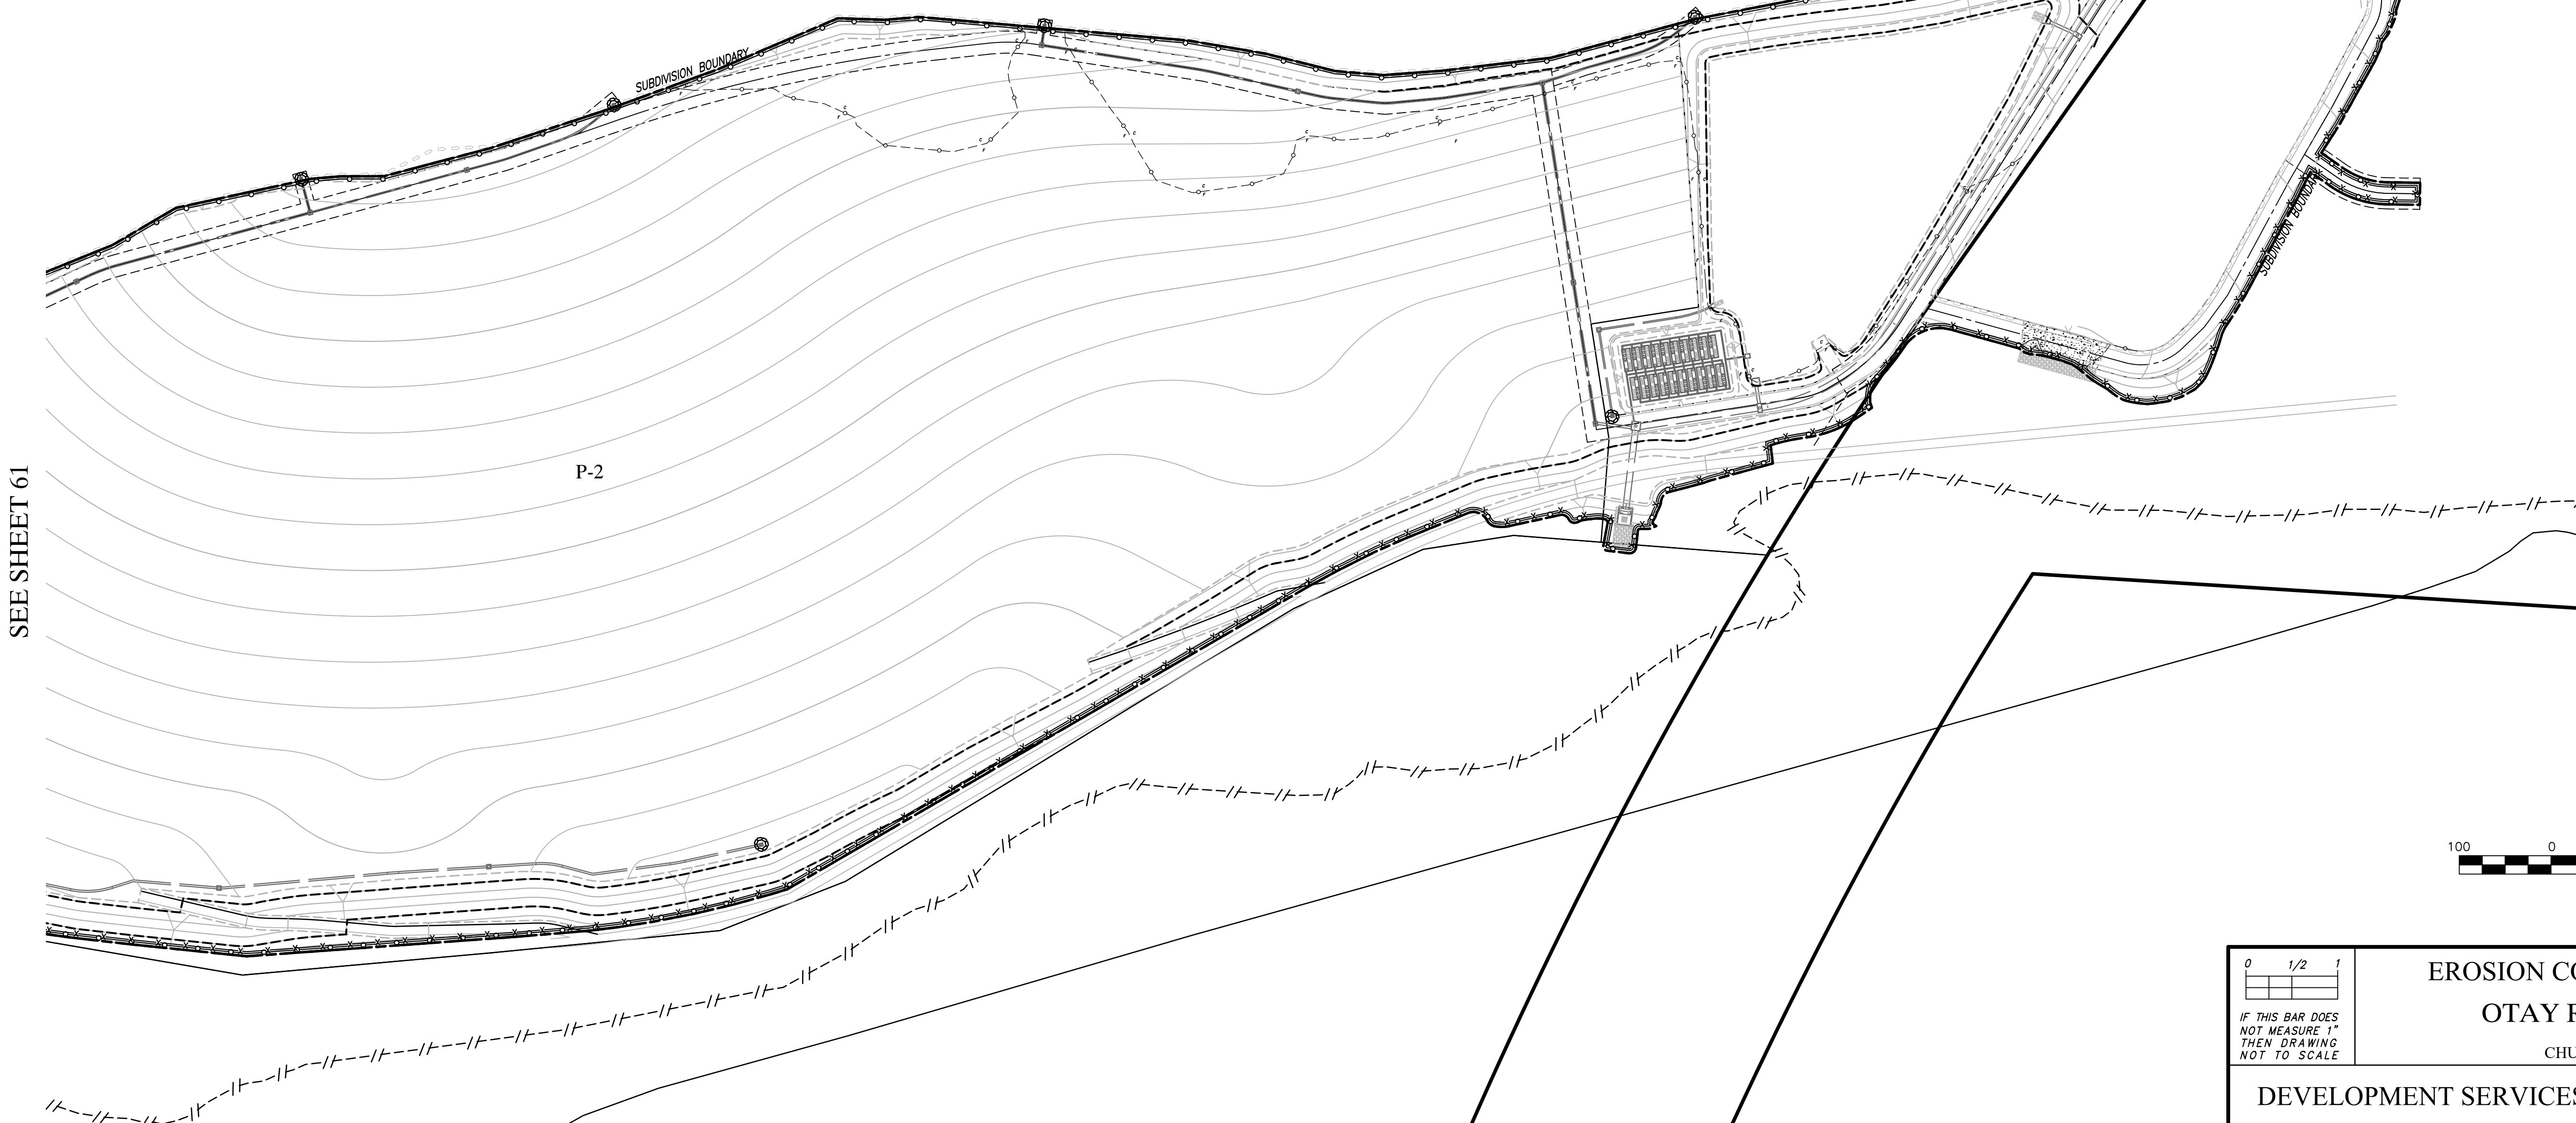 SUBDIVISION BOUNDARY
SUBDIVISION BOUNDAR
P-2
SEE SHEET 61
100 0
0 1/2 1
IF THIS BAR DOES
NOT MEASURE 1"
THEN DRAWING
NOT TO SCALE
EROSION CO
OTAY R
CHU
DEVELOPMENT SERVICES